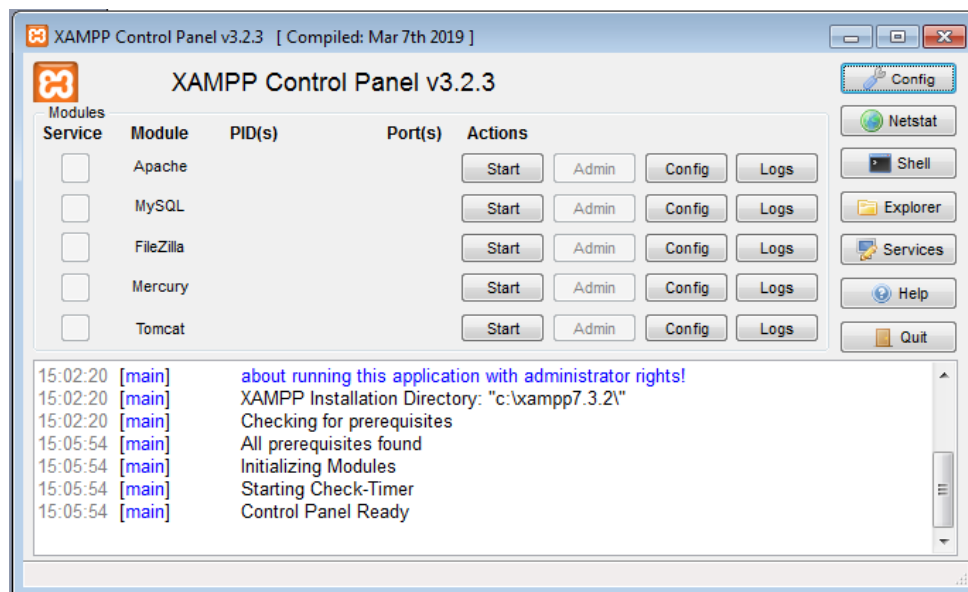 XAMPP Control Panel v3.2.3 [ Compiled: Mar 7th 2019 ]
XAMPP Control Panel v3.2.3
Config
Modules
Service Module PID(s) Port(s) Actions
Netstat
Apache Start Admin Config Logs
Shell
MySQL Start Admin Config Logs
Explorer
FileZilla Start Admin Config Logs
Services
Mercury Start Admin Config Logs
Help
Tomcat Start Admin Config Logs
Quit
15:02:20 [main] about running this application with administrator rights!
15:02:20 [main] XAMPP Installation Directory: "c:\xampp7.3.2\"
15:02:20 [main] Checking for prerequisites
15:05:54 [main] All prerequisites found
15:05:54 [main] Initializing Modules
15:05:54 [main] Starting Check-Timer
15:05:54 [main] Control Panel Ready